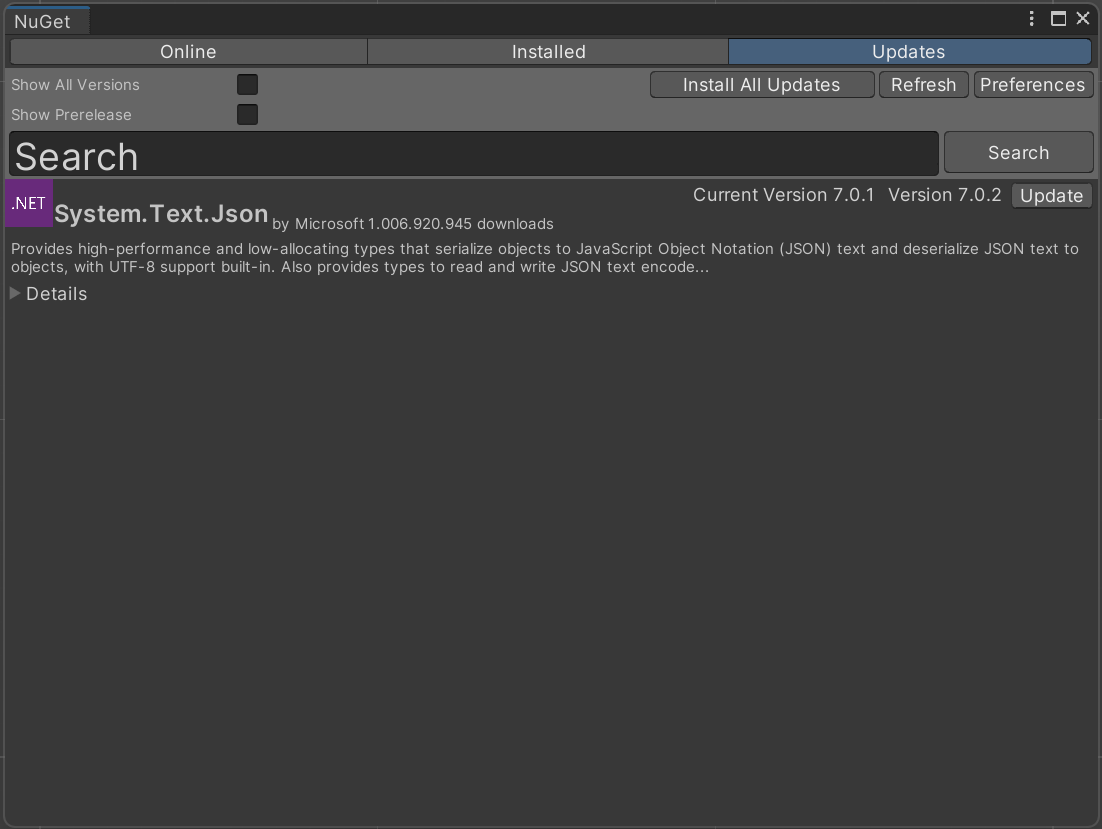 NuGet
Online Installed Updates
Show All Versions Install All Updates Refresh Preferences
Show Prerelease
Search Search
.NET System.Text.Json by Microsoft 1.006.920.945 downloads Current Version 7.0.1 Version 7.0.2 Update
Provides high-performance and low-allocating types that serialize objects to JavaScript Object Notation (JSON) text and deserialize JSON text to
objects, with UTF-8 support built-in. Also provides types to read and write JSON text encode...
Details